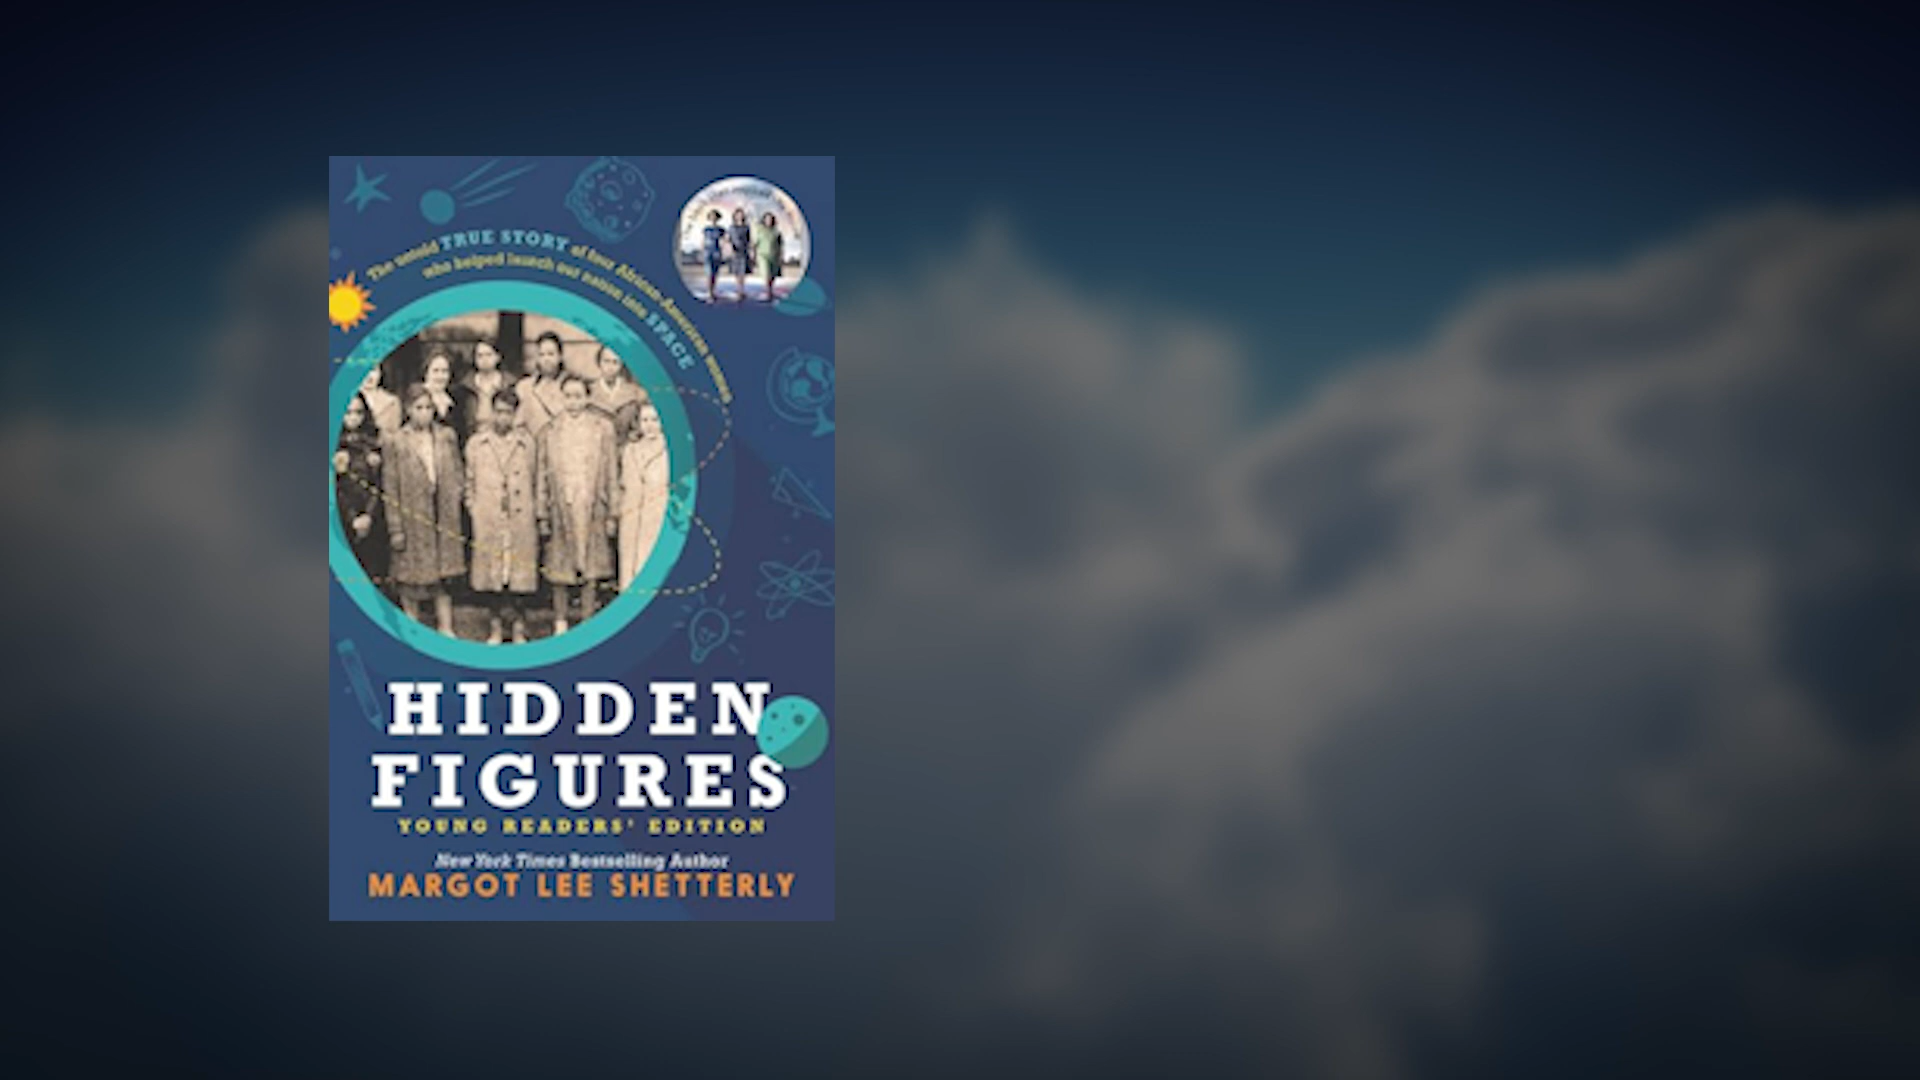 The untold TRUE STORY of four African-American women
who helped launch our nation into SPACE
HIDDEN
FIGURES
YOUNG READERS' EDITION
New York Times Bestselling Author
MARGOT LEE SHETTERLY